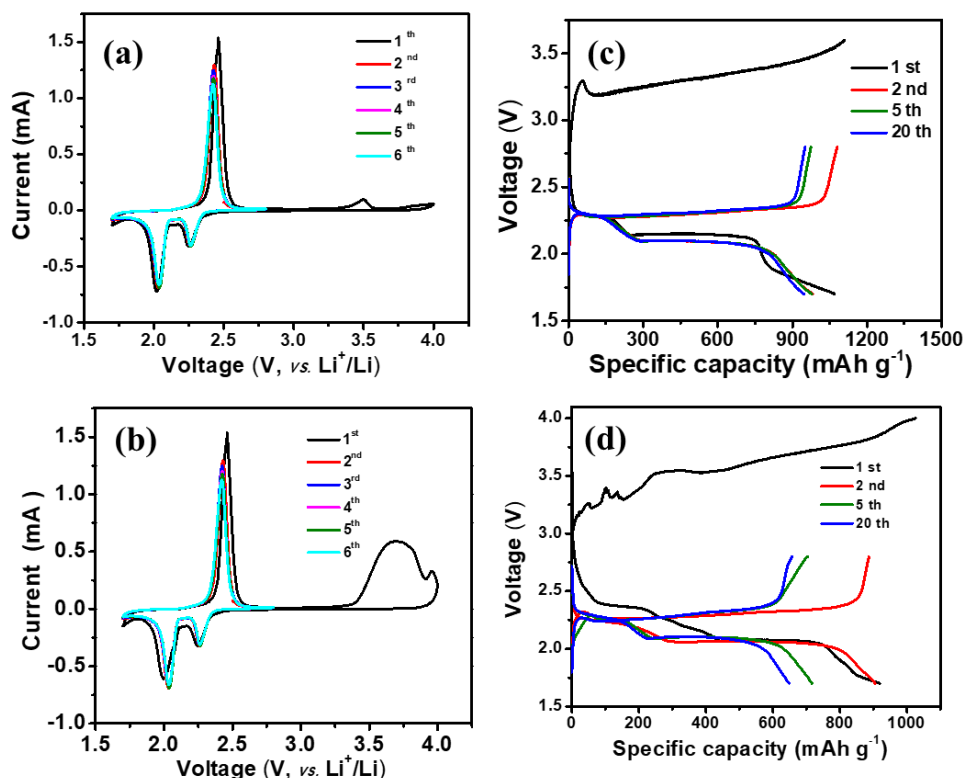 (a)
1 th
2 nd
3 rd
4 th
5 th
6 th
1.5
1.0
0.5
0.0
-0.5
-1.0
Current (mA)
1.5 2.0 2.5 3.0 3.5 4.0
Voltage (V, vs. Li+/Li)
(c)
1 st
2 nd
5 th
20 th
3.5
3.0
2.5
2.0
1.5
Voltage (V)
0 300 600 900 1200 1500
Specific capacity (mAh g-1)
(b)
1st
2nd
3rd
4th
5th
6th
1.5
1.0
0.5
0.0
-0.5
-1.0
Current (mA)
1.5 2.0 2.5 3.0 3.5 4.0
Voltage (V, vs. Li+/Li)
(d)
1 st
2 nd
5 th
20 th
4.0
3.5
3.0
2.5
2.0
1.5
Voltage (V)
0 200 400 600 800 1000
Specific capacity (mAh g-1)